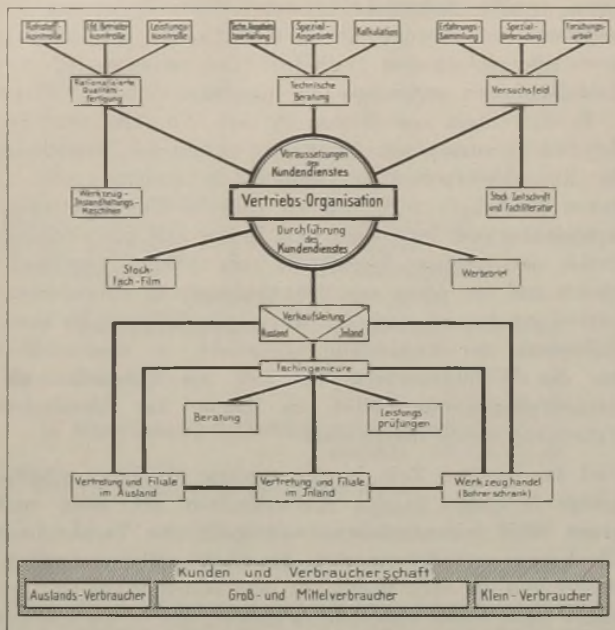 Rohstoff-
Kontrolle
Lfd. Betriebs-
Kontrolle
Leistungs-
Kontrolle
Techn. Angebots
bearbeitung
Spezial-
Angebote
Kalkulation
Erfahrungs-
Sammlung
Spezial-
Untersuchung
Forschungs-
arbeit
Rationalisierte
Qualitäts-
fertigung
Technische
Beratung
Versuchsfeld
Voraussetzungen
des
Kundendienstes
Werkzeug-
Instandhaltungs-
Maschinen
Vertriebs-Organisation
Stock Zeitschrift
und Fachliteratur
Durchführung
des
Kundendienstes
Stock-
Fach-Film
Werbebrief
Verkaufsleitung
Ausland
Inland
Fachingenieure
Beratung
Leistungs-
prüfungen
Vertretung und Filiale
im Ausland
Vertretung und Filiale
im Inland
Werkzeughandel
(Bohrerschrank)
Kunden und Verbraucherschaft
Auslands-Verbraucher
Groß- und Mittelverbraucher
Klein-Verbraucher